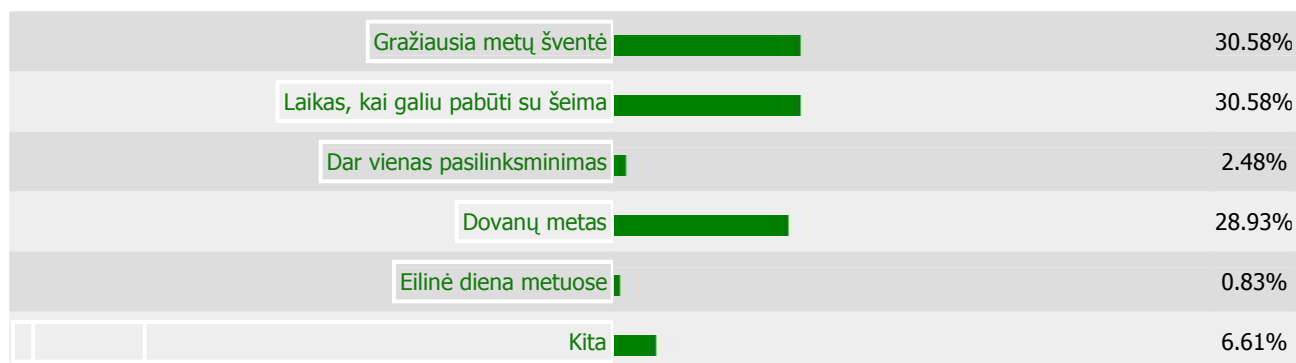 Gražiausia metų šventė 30.58%
Laikas, kai galiu pabūti su šeima 30.58%
Dar vienas pasilinksminimas 2.48%
Dovanų metas 28.93%
Eilinė diena metuose 0.83%
Kita 6.61%